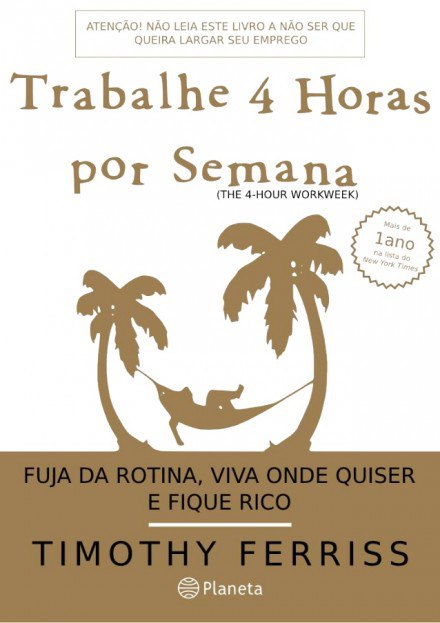 ATENÇÃO! NÃO LEIA ESTE LIVRO A NÃO SER QUE
QUEIRA LARGAR SEU EMPREGO
Trabalhe 4 Horas
por Semana
(THE 4-HOUR WORKWEEK)
Mais de
1ano
na lista do
New York Times
FUJA DA ROTINA, VIVA ONDE QUISER
E FIQUE RICO
TIMOTHY FERRISS
Planeta